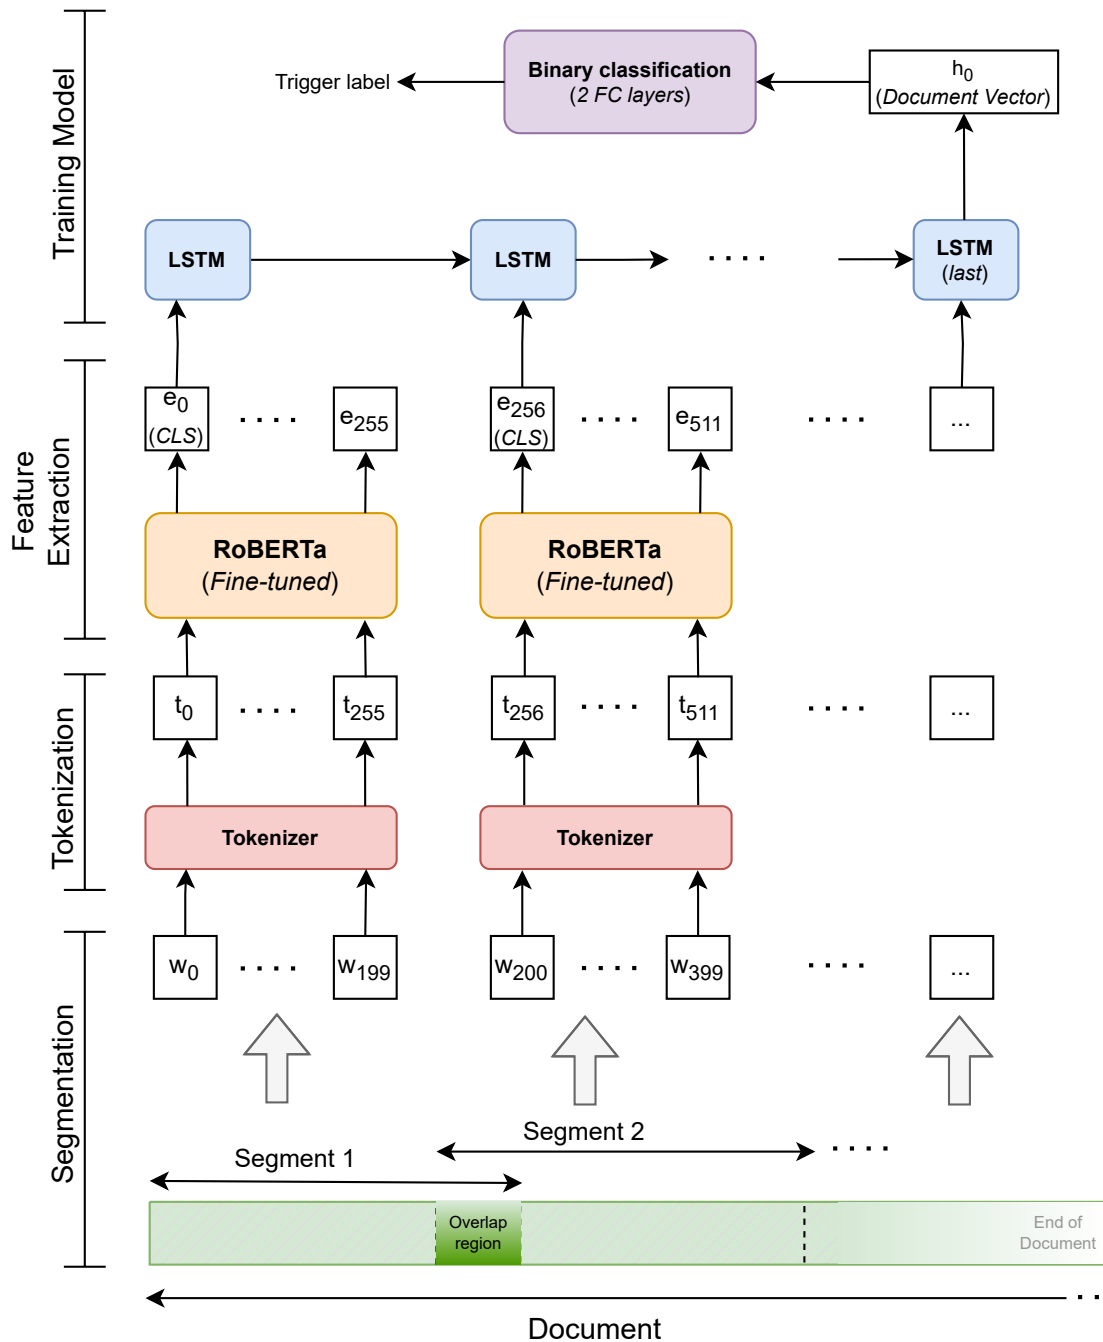 Training Model
Trigger label
Binary classification
(2 FC layers)
h0
(Document Vector)
LSTM
LSTM
. . . .
LSTM
(last)
Feature
Extraction
e0
(CLS)
. . . .
e255
e256
(CLS)
. . . .
e511
. . . .
...
RoBERTa
(Fine-tuned)
RoBERTa
(Fine-tuned)
Tokenization
t0
. . . .
t255
t256
. . . .
t511
. . . .
...
Tokenizer
Tokenizer
Segmentation
w0
. . . .
w199
w200
. . . .
w399
. . . .
...
Segment 1
Segment 2
. . . .
Overlap
region
End of
Document
Document
. .